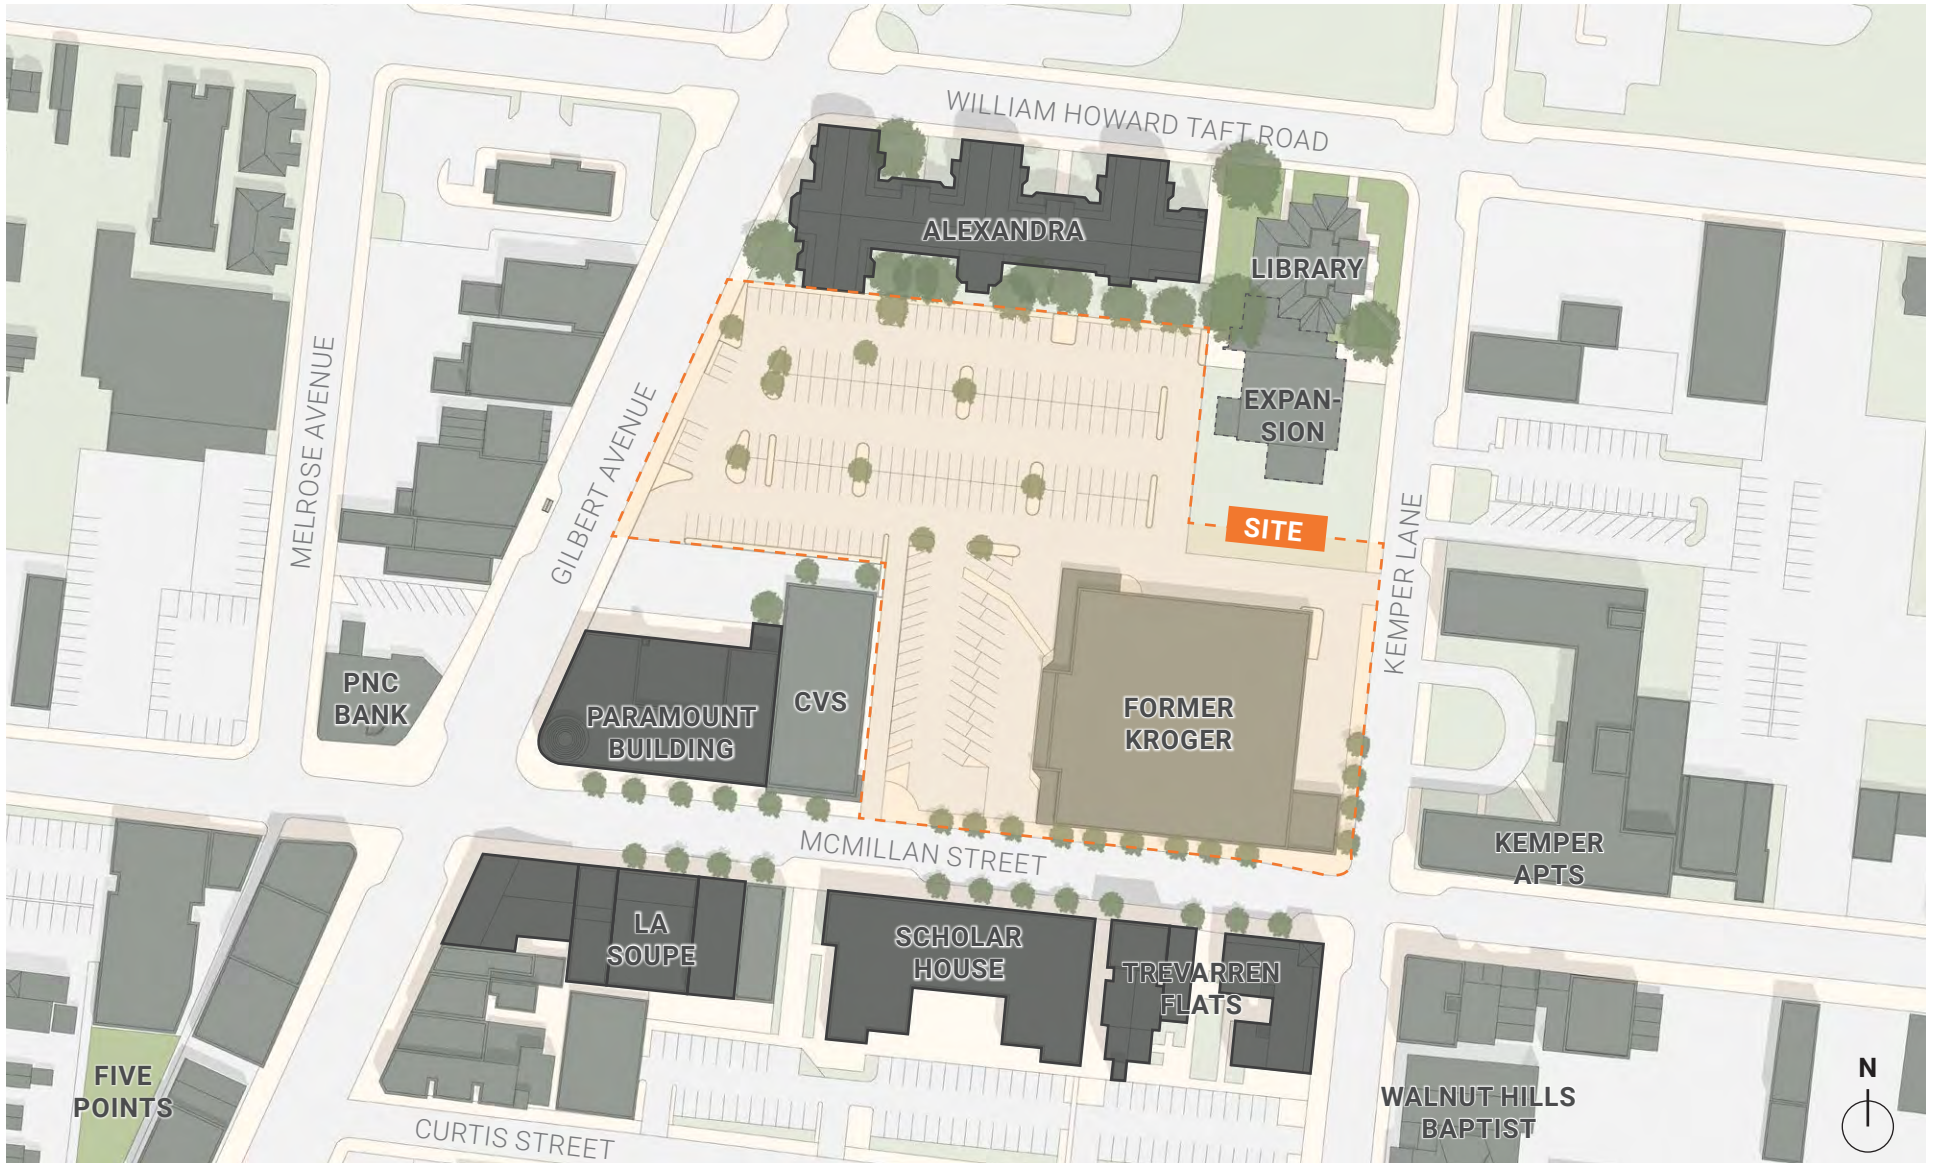 WILLIAM HOWARD TAFT ROAD
ALEXANDRA
LIBRARY
EXPAN-
SION
MELROSE AVENUE
GILBERT AVENUE
SITE
KEMPER LANE
PNC
BANK
PARAMOUNT
BUILDING
CVS
FORMER
KROGER
MCMILLAN STREET
KEMPER
APTS
LA
SOUPE
SCHOLAR
HOUSE
TREVARREN
FLATS
FIVE
POINTS
CURTIS STREET
WALNUT HILLS
BAPTIST
N